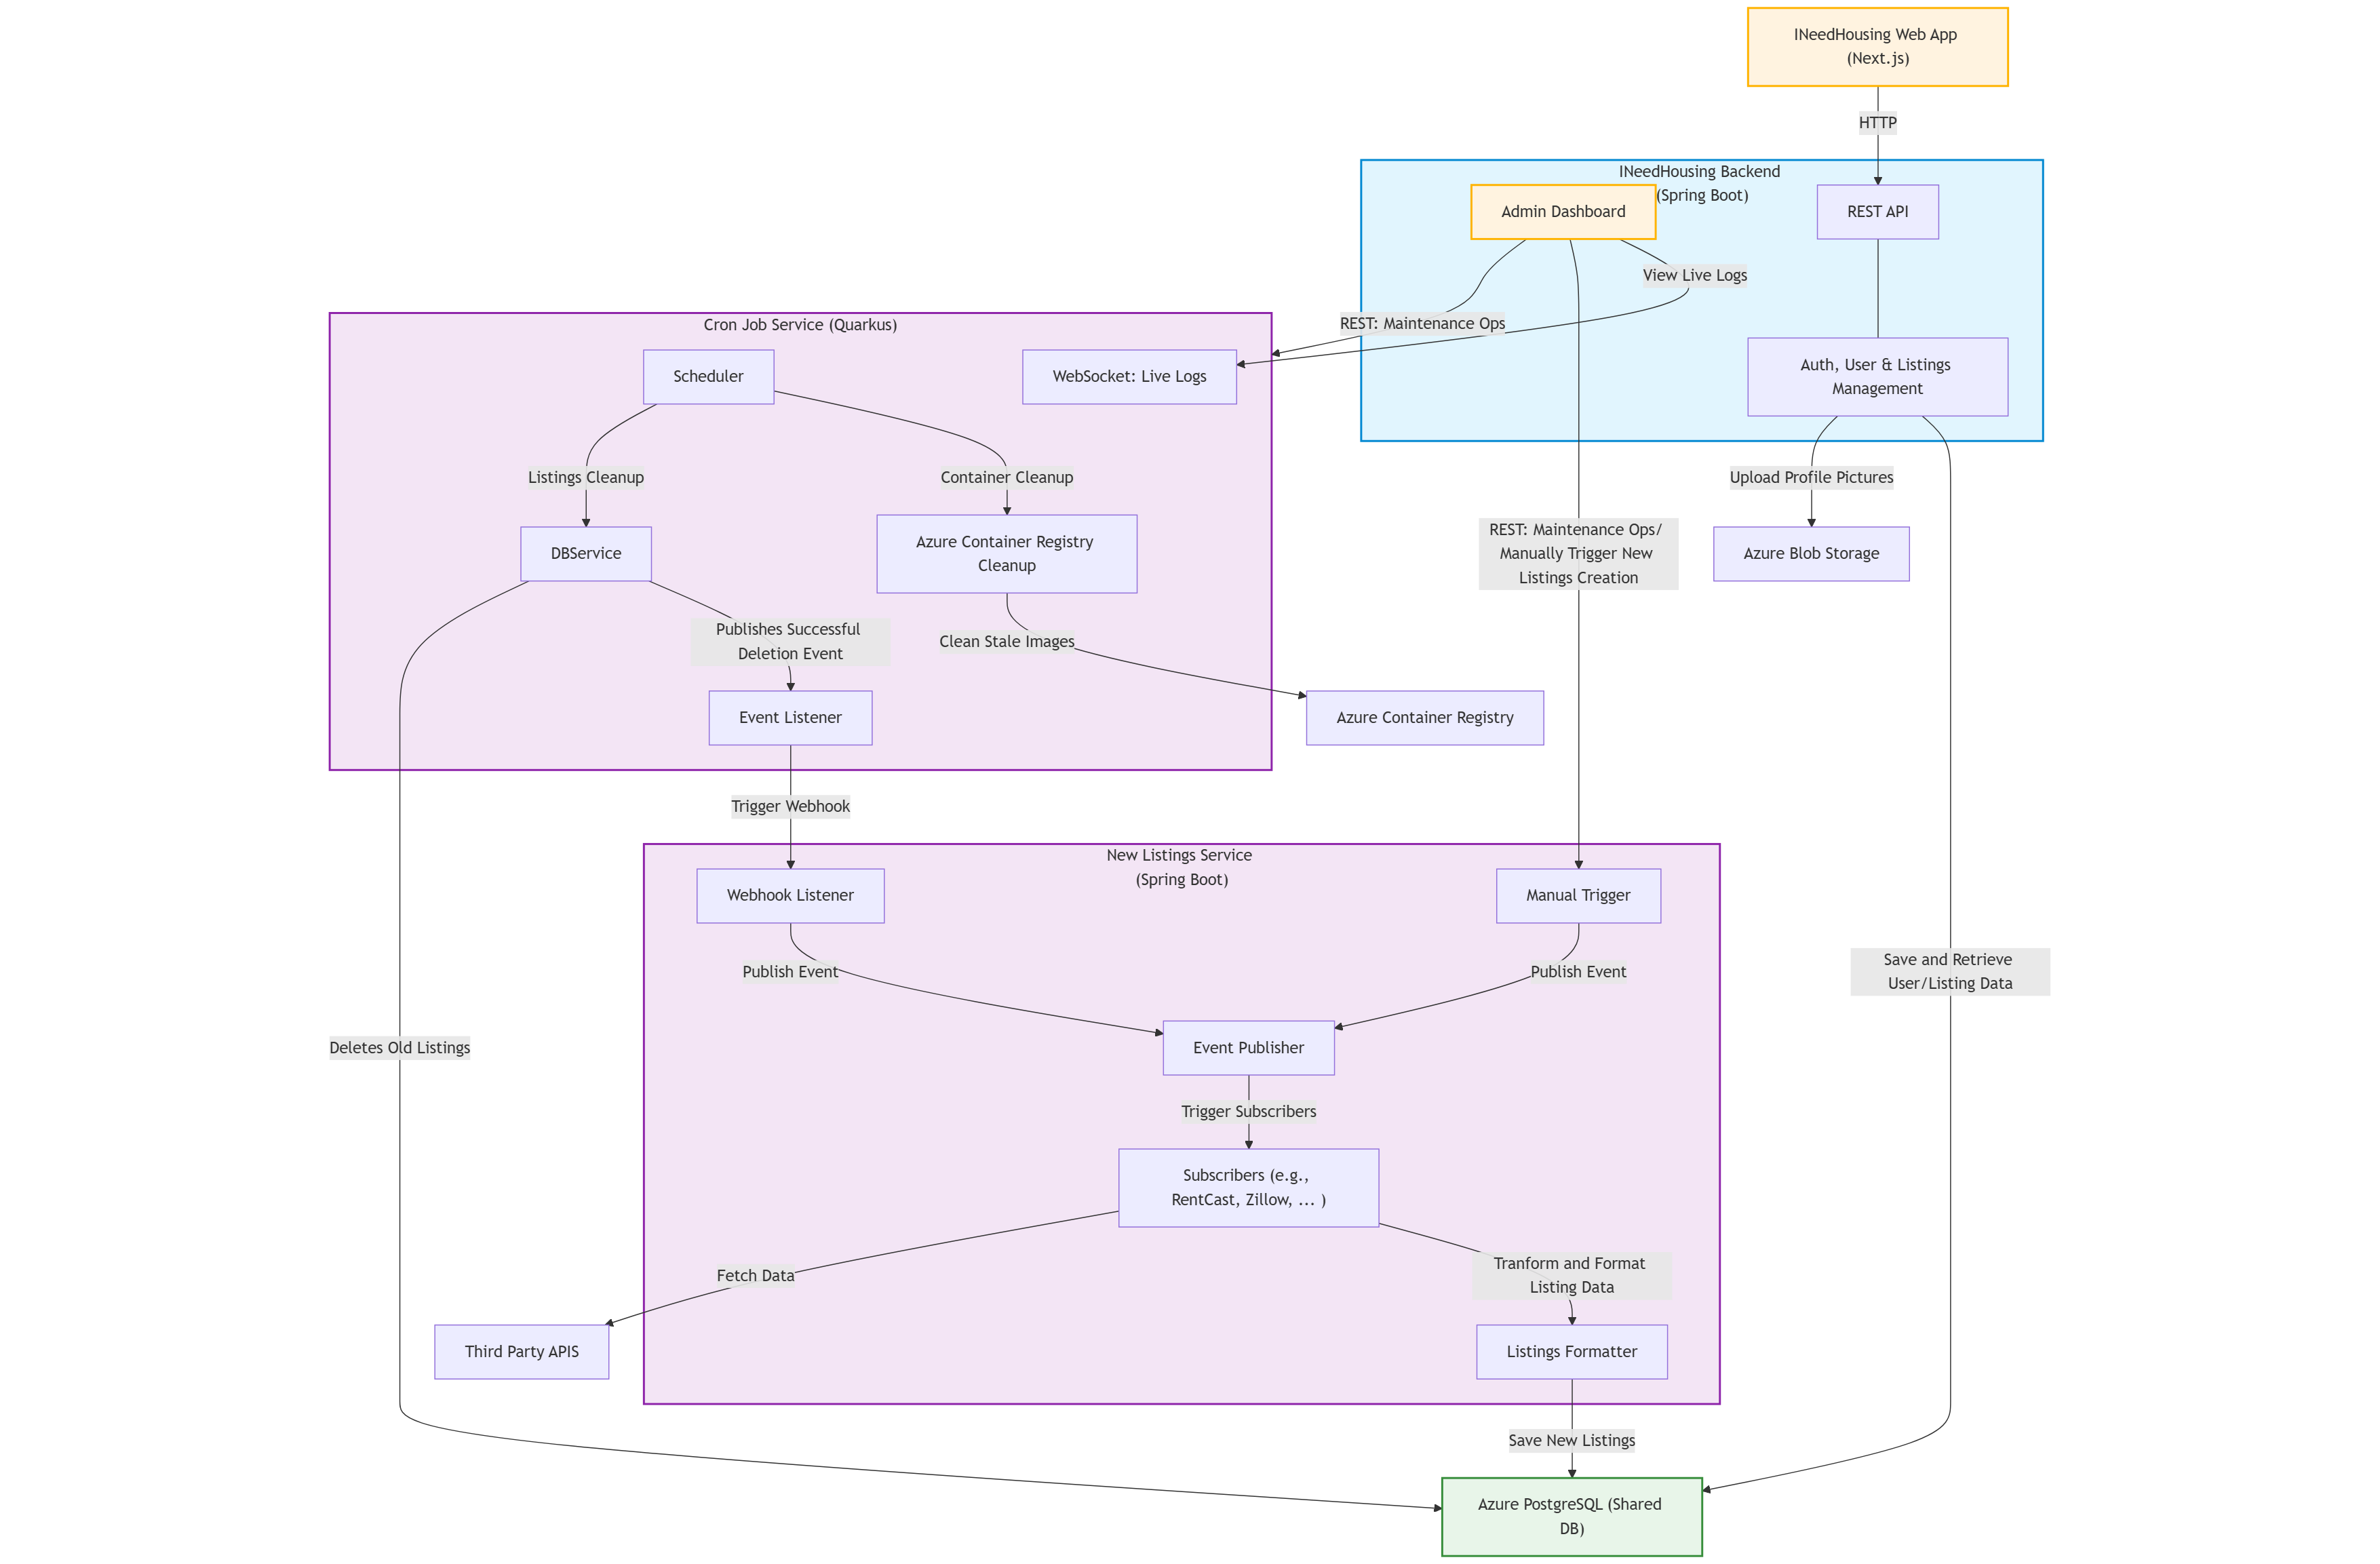 INeedHousing Web App
(Next.js)
HTTP
INeedHousing Backend
(Spring Boot)
Admin Dashboard
REST API
View Live Logs
REST: Maintenance Ops
Cron Job Service (Quarkus)
Scheduler
WebSocket: Live Logs
Auth, User & Listings
Management
Listings Cleanup
Container Cleanup
Upload Profile Pictures
DBService
Azure Container Registry
Cleanup
REST: Maintenance Ops/
Manually Trigger New
Listings Creation
Azure Blob Storage
Publishes Successful
Deletion Event
Clean Stale Images
Event Listener
Azure Container Registry
Trigger Webhook
New Listings Service
(Spring Boot)
Webhook Listener
Manual Trigger
Publish Event
Publish Event
Save and Retrieve
User/Listing Data
Deletes Old Listings
Event Publisher
Trigger Subscribers
Subscribers (e.g.,
RentCast, Zillow, ... )
Fetch Data
Tranform and Format
Listing Data
Third Party APIS
Listings Formatter
Save New Listings
Azure PostgreSQL (Shared
DB)